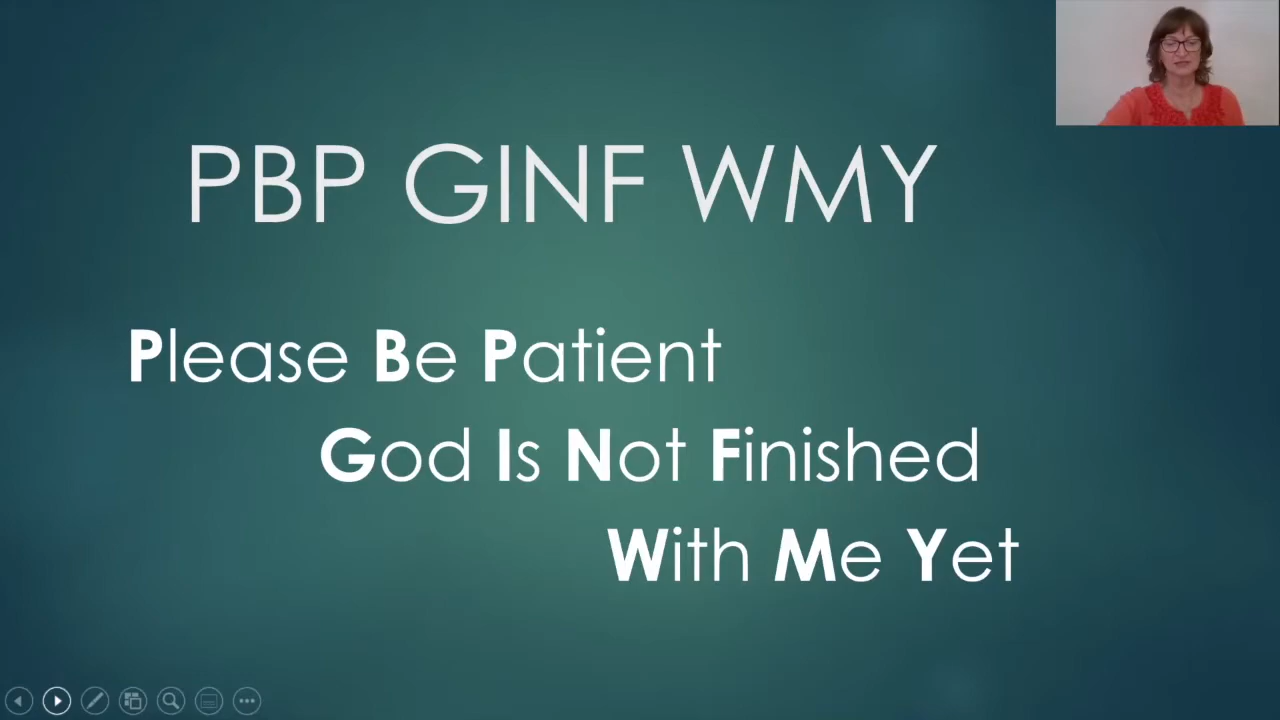 PBP GINF WMY
Please Be Patient
God Is Not Finished
With Me Yet